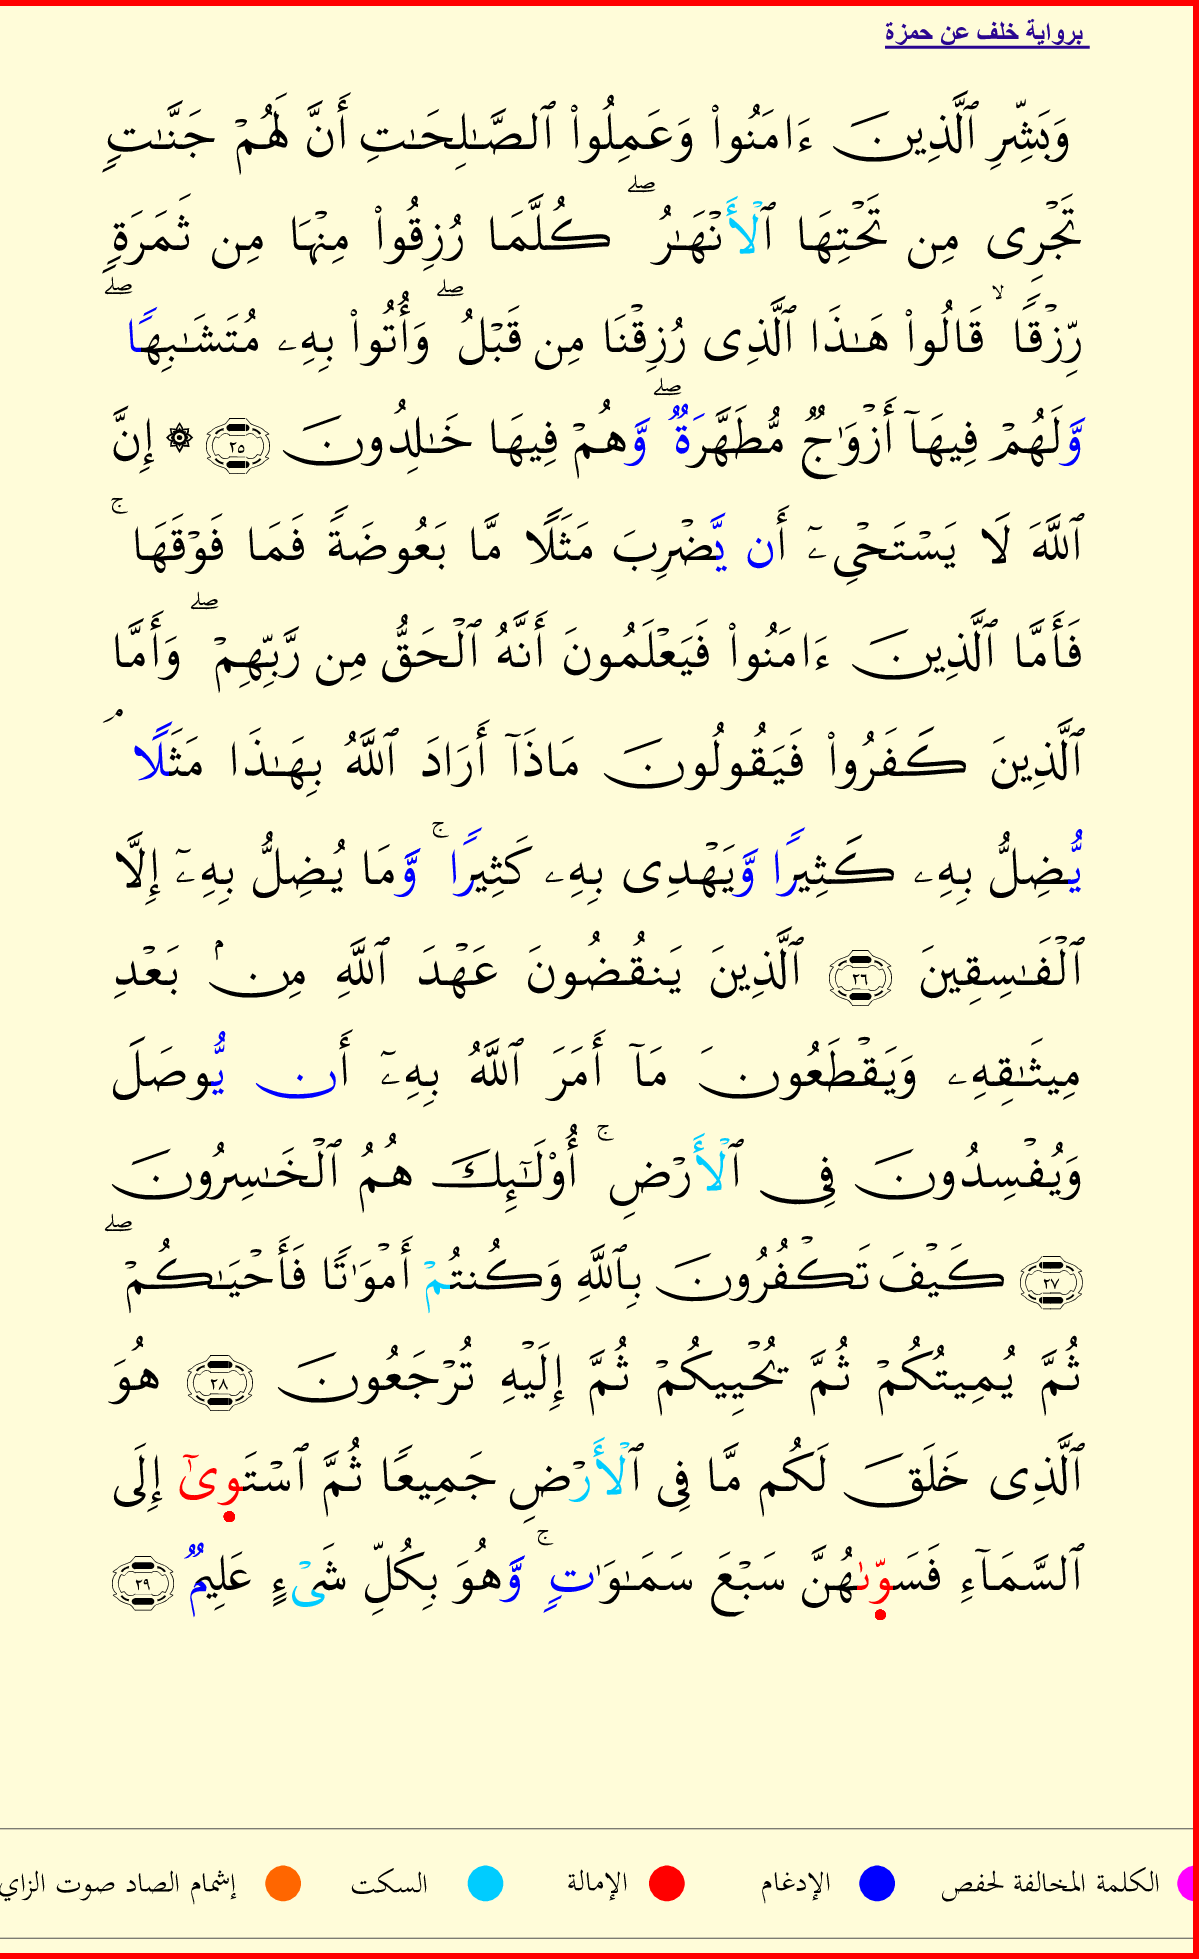 برواية خلف عن حمزة
وَبَشِّرِ ٱلَّذِينَ ءَامَنُوا۟ وَعَمِلُوا۟ ٱلصَّـٰلِحَـٰتِ أَنَّ لَهُمْ جَنَّـٰتٍ
تَجْرِى مِن تَحْتِهَا ٱلْأَنْهَـٰرُ ۖ كُلَّمَا رُزِقُوا۟ مِنْهَا مِن ثَمَرَةٍ
رِّزْقًا ۙ قَالُوا۟ هَـٰذَا ٱلَّذِى رُزِقْنَا مِن قَبْلُ ۖ وَأُتُوا۟ بِهِۦ مُتَشَـٰبِهًا ۖ
وَّلَهُمْ فِيهَآ أَزْوَٰجٌ مُّطَهَّرَةٌ ۖ وَّهُمْ فِيهَا خَـٰلِدُونَ ٢٥ ۞ إِنَّ
ٱللَّهَ لَا يَسْتَحْىِۦٓ أَن يَّضْرِبَ مَثَلًا مَّا بَعُوضَةً فَمَا فَوْقَهَا ۚ
فَأَمَّا ٱلَّذِينَ ءَامَنُوا۟ فَيَعْلَمُونَ أَنَّهُ ٱلْحَقُّ مِن رَّبِّهِمْ ۖ وَأَمَّا
ٱلَّذِينَ كَفَرُوا۟ فَيَقُولُونَ مَاذَآ أَرَادَ ٱللَّهُ بِهَـٰذَا مَثَلًا ۘ
يُّضِلُّ بِهِۦ كَثِيرًا وَّيَهْدِى بِهِۦ كَثِيرًا ۚ وَّمَا يُضِلُّ بِهِۦٓ إِلَّا
ٱلْفَـٰسِقِينَ ٢٦ ٱلَّذِينَ يَنقُضُونَ عَهْدَ ٱللَّهِ مِنۢ بَعْدِ
مِيثَـٰقِهِۦ وَيَقْطَعُونَ مَآ أَمَرَ ٱللَّهُ بِهِۦٓ أَن يُّوصَلَ
وَيُفْسِدُونَ فِى ٱلْأَرْضِ ۚ أُو۟لَـٰٓئِكَ هُمُ ٱلْخَـٰسِرُونَ
٢٧ كَيْفَ تَكْفُرُونَ بِٱللَّهِ وَكُنتُمْ أَمْوَٰتًا فَأَحْيَـٰكُمْ ۖ
ثُمَّ يُمِيتُكُمْ ثُمَّ يُحْيِيكُمْ ثُمَّ إِلَيْهِ تُرْجَعُونَ ٢٨ هُوَ
ٱلَّذِى خَلَقَ لَكُم مَّا فِى ٱلْأَرْضِ جَمِيعًا ثُمَّ ٱسْتَوِىٰٓ إِلَى
ٱلسَّمَآءِ فَسَوِّىٰهُنَّ سَبْعَ سَمَـٰوَٰتٍ ۚ وَّهُوَ بِكُلِّ شَىْءٍ عَلِيمٌ ٢٩
الكلمة المخالفة لحفص الإدغام الإمالة السكت إشمام الصاد صوت الزاي